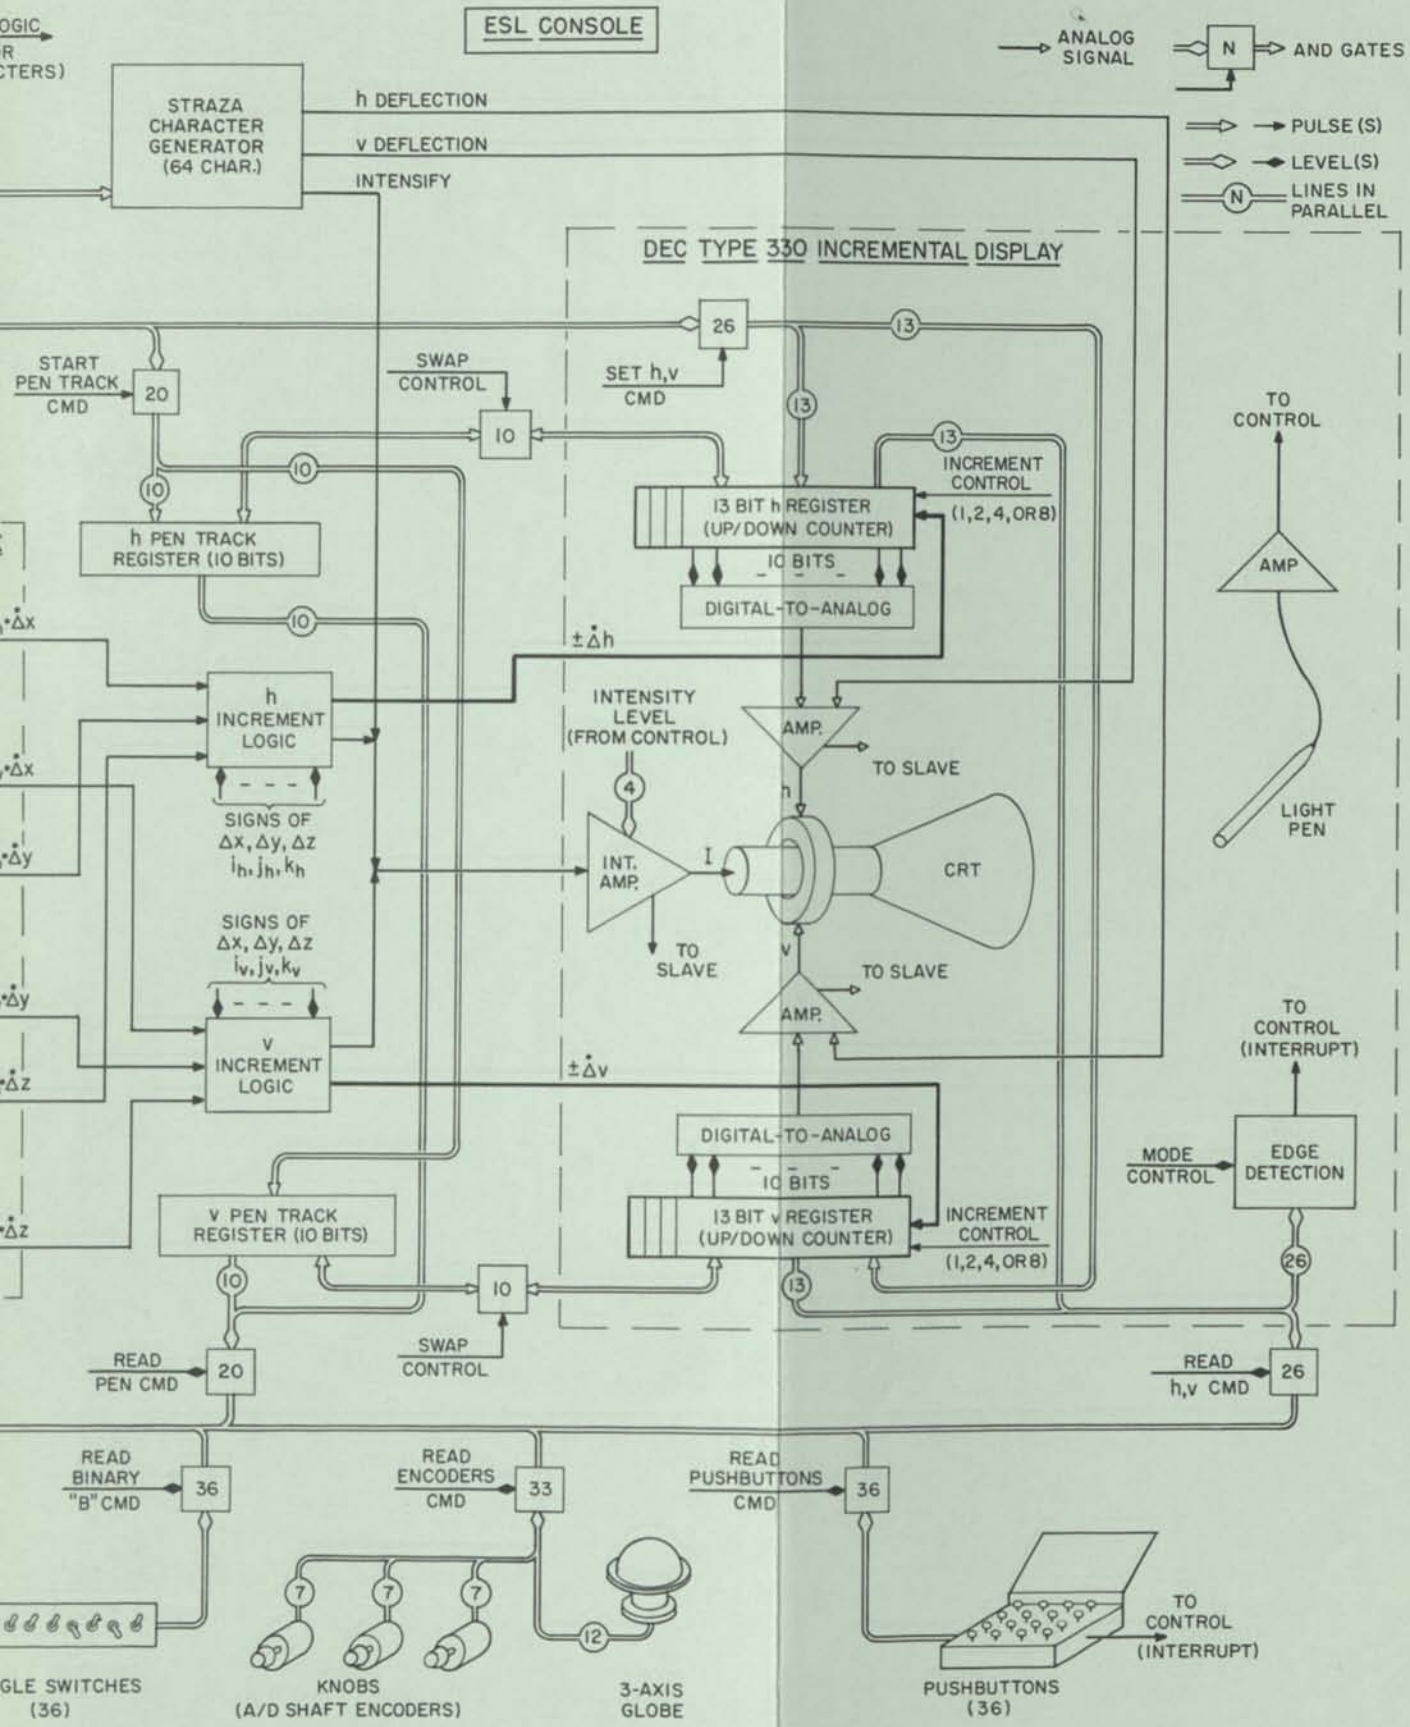 ESL CONSOLE
OGIC
R
CTERS)
ANALOG
SIGNAL
N
AND GATES
PULSE(S)
LEVEL(S)
N
LINES IN
PARALLEL
STRAZA
CHARACTER
GENERATOR
(64 CHAR.)
h DEFLECTION
v DEFLECTION
INTENSIFY
DEC TYPE 330 INCREMENTAL DISPLAY
START
PEN TRACK
CMD
20
SWAP
CONTROL
10
26
SET h,v
CMD
13
13
13
10
10
INCREMENT
CONTROL
(1,2,4,OR8)
13 BIT h REGISTER
(UP/DOWN COUNTER)
10 BITS
DIGITAL-TO-ANALOG
h PEN TRACK
REGISTER (10 BITS)
10
TO
CONTROL
AMP
LIGHT
PEN
Δx
±Δh
h
INCREMENT
LOGIC
INTENSITY
LEVEL
(FROM CONTROL)
4
AMP.
TO SLAVE
h
Δx
SIGNS OF
Δx, Δy, Δz
ih, jh, kh
Δy
INT.
AMP.
I
CRT
TO
SLAVE
SIGNS OF
Δx, Δy, Δz
iv, jv, kv
v
TO SLAVE
AMP.
Δy
v
INCREMENT
LOGIC
±Δv
Δz
TO
CONTROL
(INTERRUPT)
DIGITAL-TO-ANALOG
10 BITS
13 BIT v REGISTER
(UP/DOWN COUNTER)
INCREMENT
CONTROL
(1,2,4,OR8)
MODE
CONTROL
EDGE
DETECTION
26
Δz
v PEN TRACK
REGISTER (10 BITS)
10
10
13
SWAP
CONTROL
READ
PEN CMD
20
READ
h,v CMD
26
READ
BINARY
"B" CMD
36
READ
ENCODERS
CMD
33
READ
PUSHBUTTONS
CMD
36
7
7
7
12
GLE SWITCHES
(36)
KNOBS
(A/D SHAFT ENCODERS)
3-AXIS
GLOBE
PUSHBUTTONS
(36)
TO
CONTROL
(INTERRUPT)